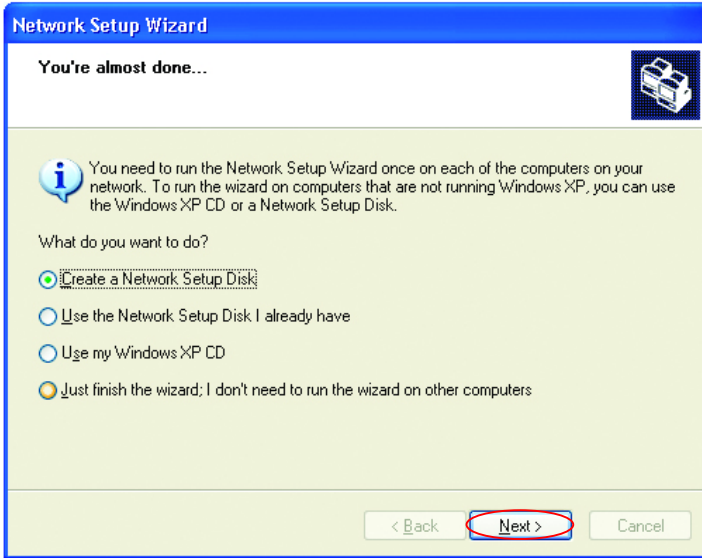 Network Setup Wizard
You're almost done...
You need to run the Network Setup Wizard once on each of the computers on your
network. To run the wizard on computers that are not running Windows XP, you can use
the Windows XP CD or a Network Setup Disk.
What do you want to do?
Create a Network Setup Disk
Use the Network Setup Disk I already have
Use my Windows XP CD
Just finish the wizard; I don't need to run the wizard on other computers
< Back
Next >
Cancel